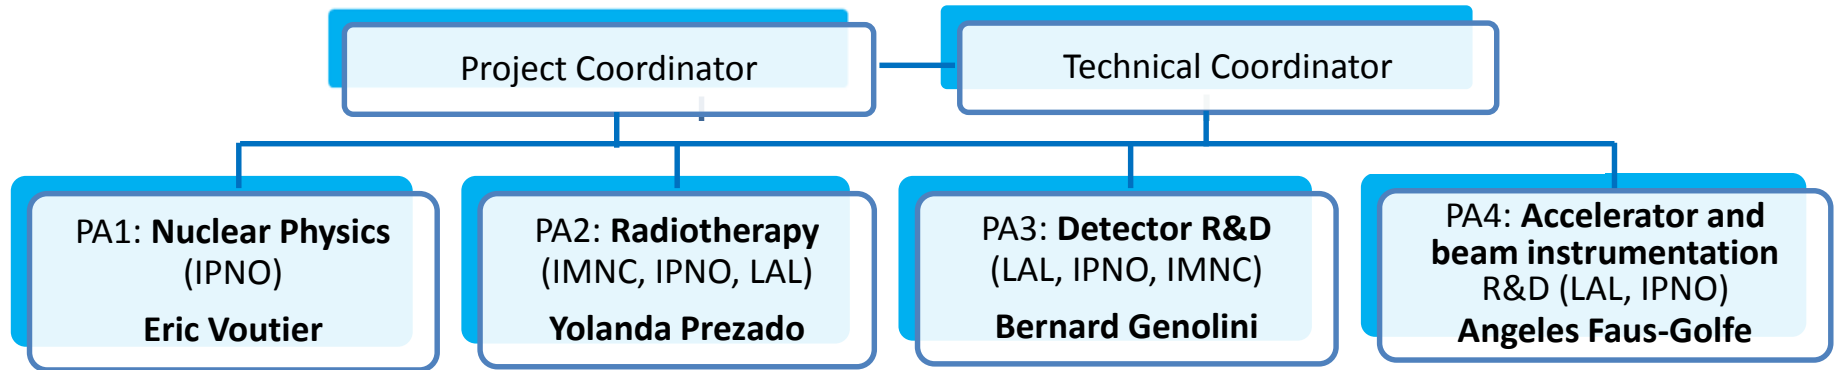 Project Coordinator
Technical Coordinator
PA1: Nuclear Physics
(IPNO)
Eric Voutier
PA2: Radiotherapy
(IMNC, IPNO, LAL)
Yolanda Prezado
PA3: Detector R&D
(LAL, IPNO, IMNC)
Bernard Genolini
PA4: Accelerator and
beam instrumentation
R&D (LAL, IPNO)
Angeles Faus-Golfe